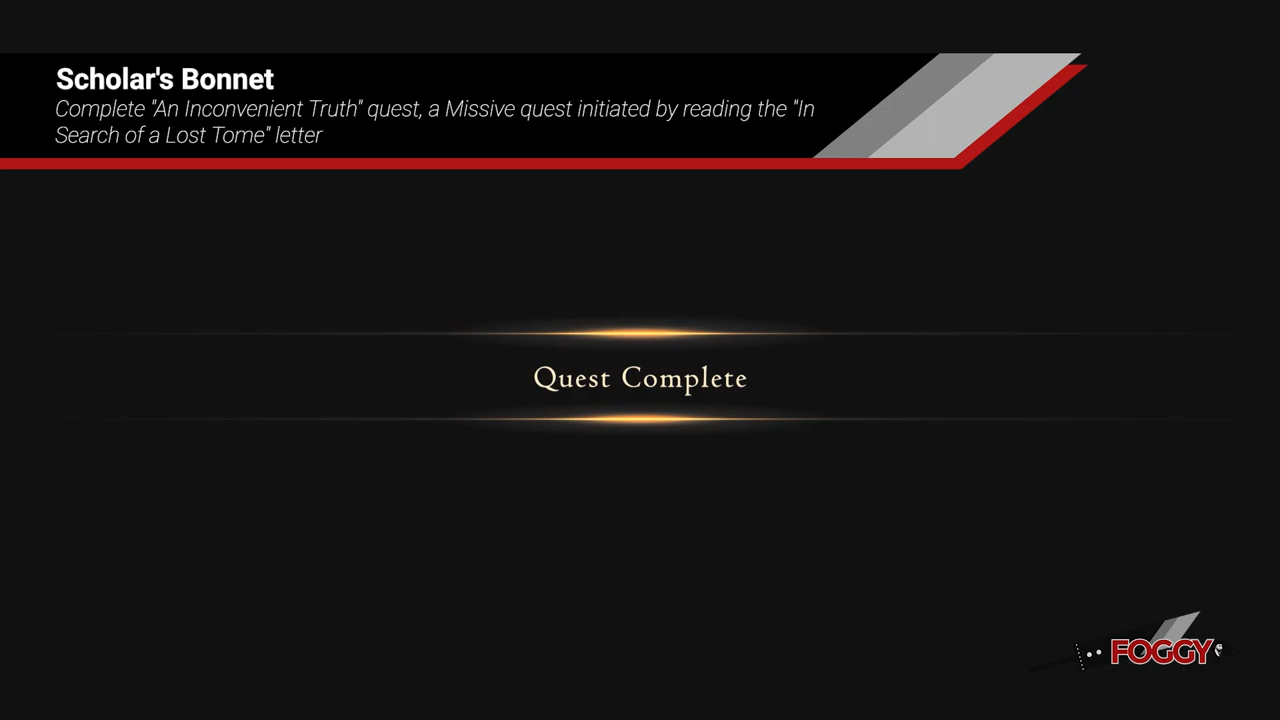 Scholar's Bonnet
Complete "An Inconvenient Truth" quest, a Missive quest initiated by reading the "In
Search of a Lost Tome" letter
Quest Complete
FOGGY